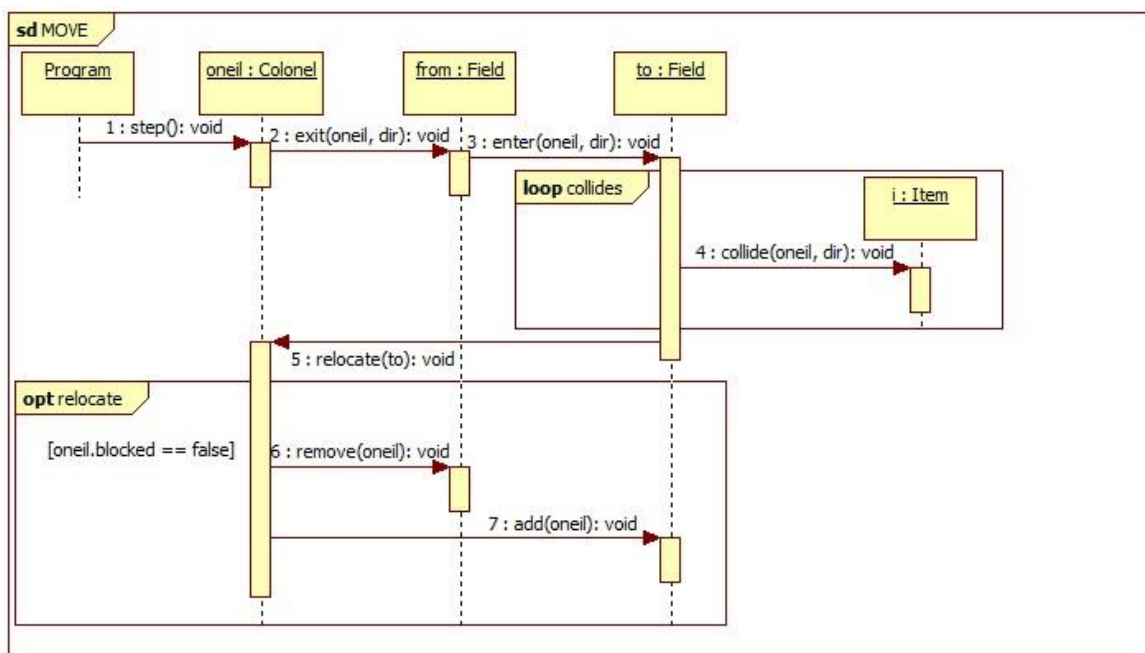 sd MOVE
Program
oneil : Colonel
from : Field
to : Field
1 : step(): void
2 : exit(oneil, dir): void
3 : enter(oneil, dir): void
loop collides
i : Item
4 : collide(oneil, dir): void
5 : relocate(to): void
opt relocate
[oneil.blocked == false]
6 : remove(oneil): void
7 : add(oneil): void